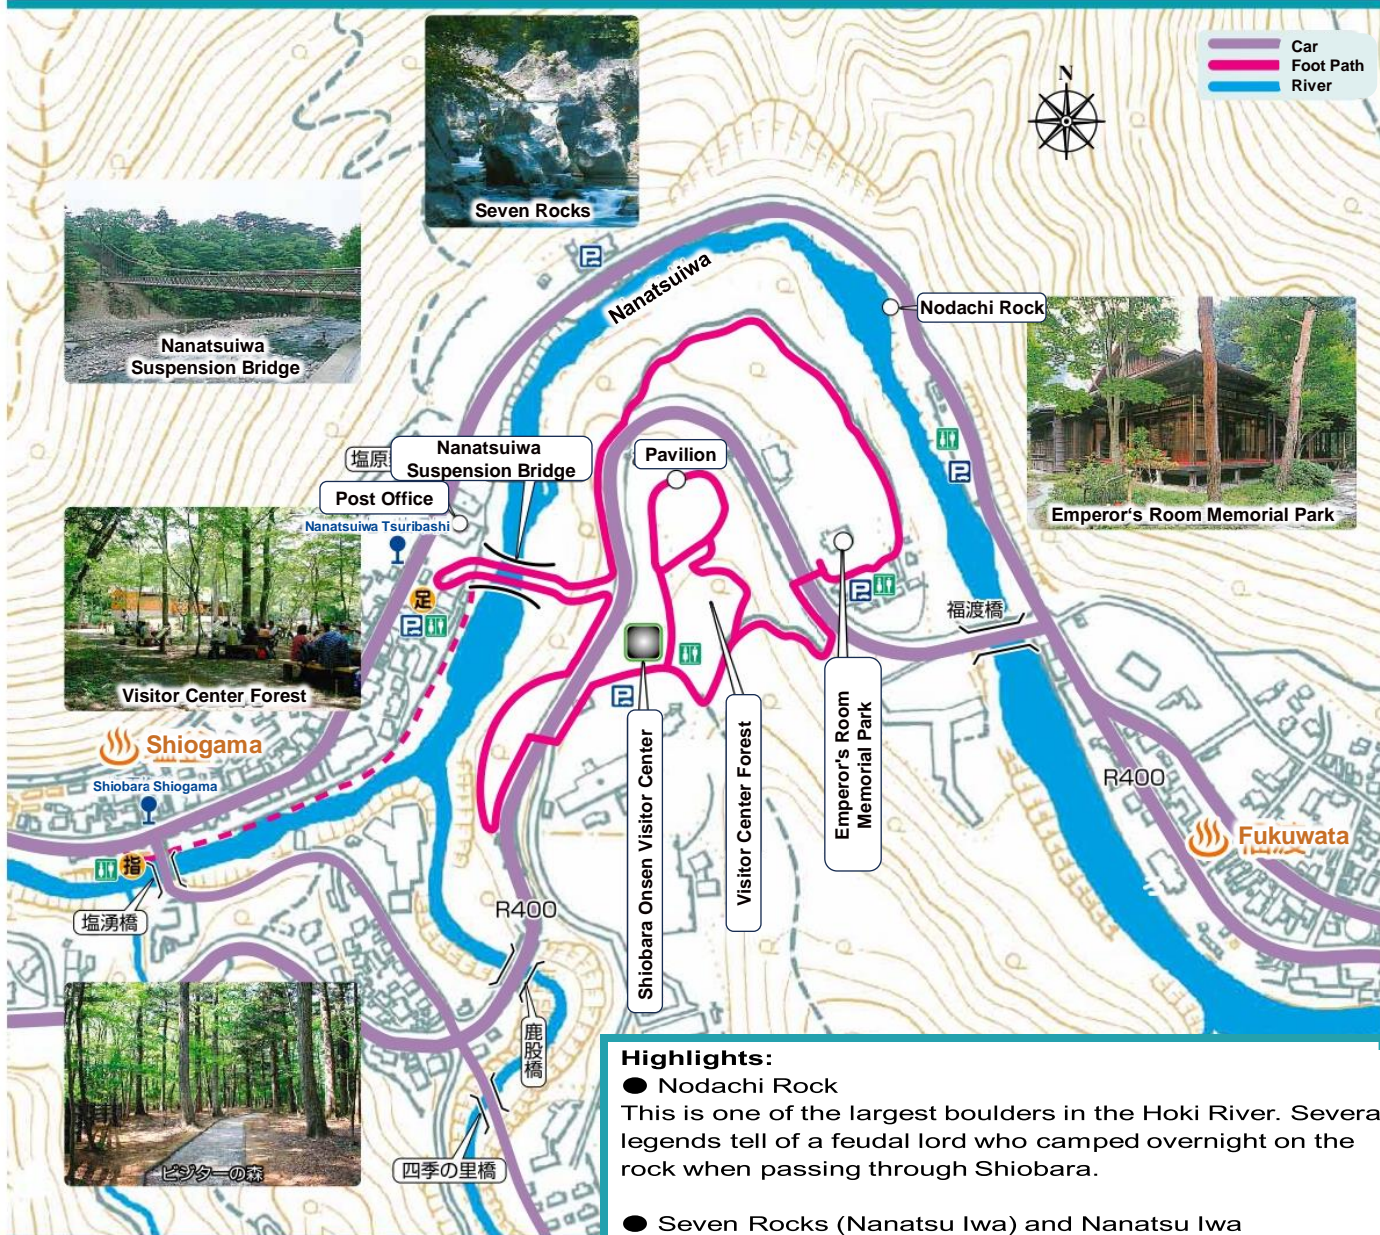 Car
Foot Path
River
N
Seven Rocks
Nanatsuiwa
Suspension Bridge
Nanatsuiwa
Nodachi Rock
Emperor's Room Memorial Park
塩原
Nanatsuiwa
Suspension Bridge
Pavilion
Post Office
Nanatsuiwa Tsuribashi
足
P
P
P
P
P
福渡橋
Visitor Center Forest
Shiogama
Shiobara Shiogama
指
塩湧橋
Shiobara Onsen Visitor Center
Visitor Center Forest
Emperor's Room
Memorial Park
R400
Fukuwata
R400
鹿股橋
四季の里橋
ビジターの森
Highlights:
● Nodachi Rock
This is one of the largest boulders in the Hoki River. Severa
legends tell of a feudal lord who camped overnight on the
rock when passing through Shiobara.
● Seven Rocks (Nanatsu Iwa) and Nanatsu Iwa